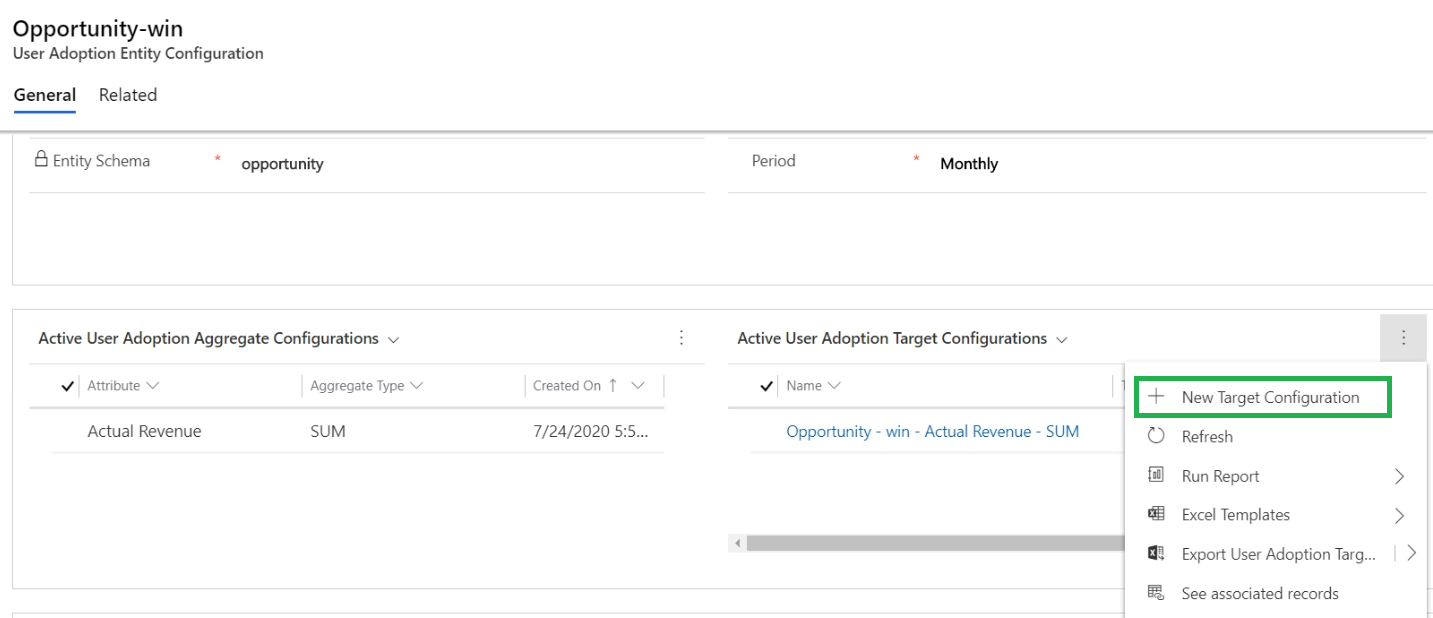 Opportunity-win
User Adoption Entity Configuration
General Related
Entity Schema * opportunity Period * Monthly
Active User Adoption Aggregate Configurations
Attribute Aggregate Type Created On ↑
Actual Revenue SUM 7/24/2020 5:5...
Active User Adoption Target Configurations
Name
Opportunity - win - Actual Revenue - SUM
New Target Configuration
Refresh
Run Report
Excel Templates
Export User Adoption Targ...
See associated records